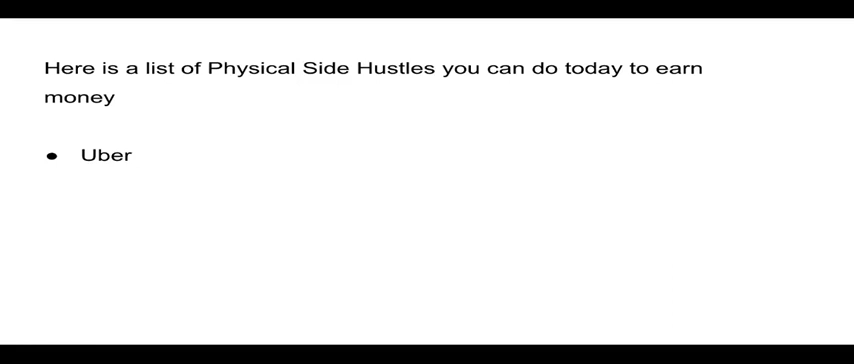 Here is a list of Physical Side Hustles you can do today to earn
money
● Uber